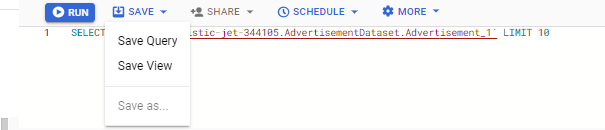 RUN SAVE SHARE SCHEDULE MORE
1 SELECT istic-jet-344105.AdvertisementDataset.Advertisement_1` LIMIT 10
Save Query
Save View
Save as...